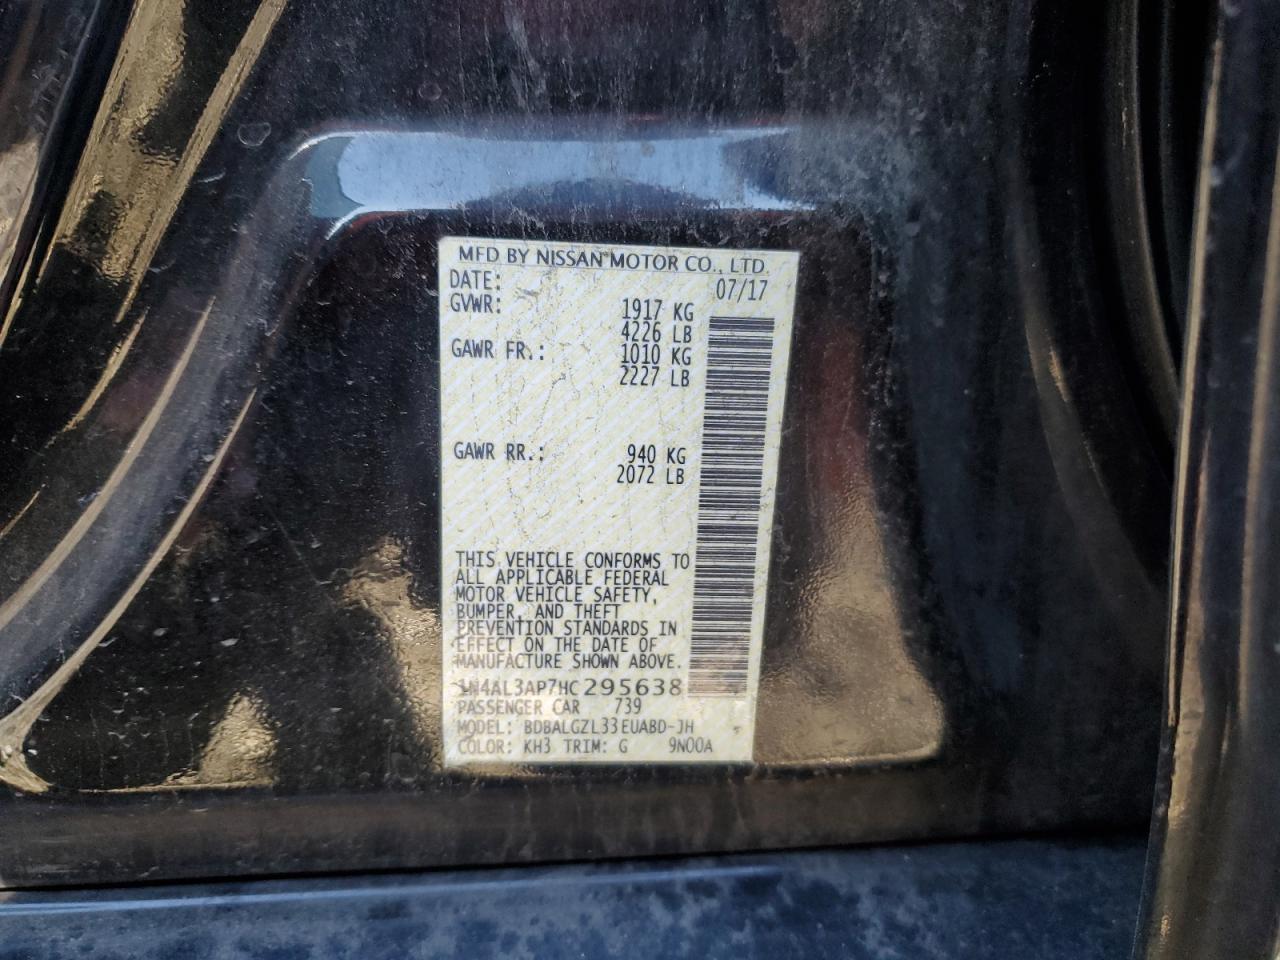 MFD BY NISSAN MOTOR CO., LTD.
DATE: 07/17
GVWR: 1917 KG
4226 LB
GAWR FR.: 1010 KG
2227 LB
GAWR RR.: 940 KG
2072 LB
THIS VEHICLE CONFORMS TO
ALL APPLICABLE FEDERAL
MOTOR VEHICLE SAFETY,
BUMPER, AND THEFT
PREVENTION STANDARDS IN
EFFECT ON THE DATE OF
MANUFACTURE SHOWN ABOVE.
1N4AL3AP7HC295638
PASSENGER CAR 739
MODEL: BDBALGZL33EUABD-JH
COLOR: KH3 TRIM: G 9N00A